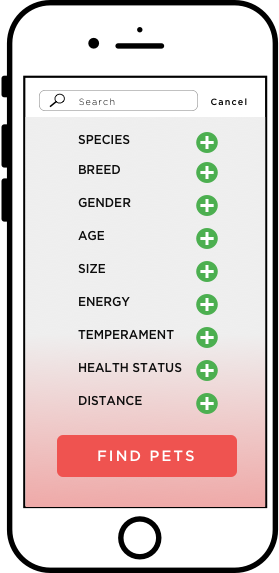 Search Cancel
SPECIES
BREED
GENDER
AGE
SIZE
ENERGY
TEMPERAMENT
HEALTH STATUS
DISTANCE
FIND PETS